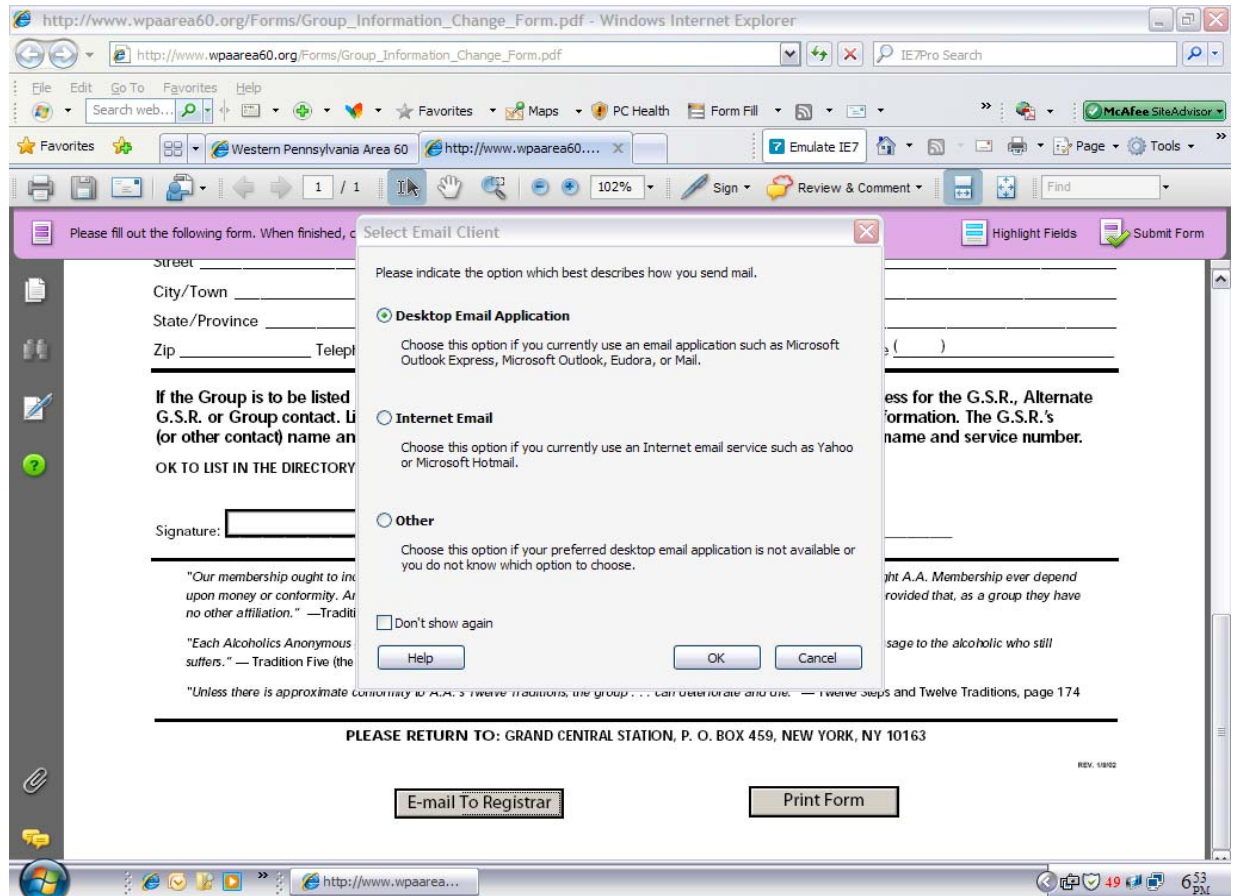 http://www.wpaarea60.org/Forms/Group_Information_Change_Form.pdf - Windows Internet Explorer
http://www.wpaarea60.org/Forms/Group_Information_Change_Form.pdf
IE7Pro Search
File Edit Go To Favorites Help
Search web... Favorites Maps PC Health Form Fill » McAfee SiteAdvisor
Favorites Western Pennsylvania Area 60 http://www.wpaarea60.... X 7 Emulate IE7 Page Tools »
1 / 1 102% Sign Review & Comment Find
Please fill out the following form. When finished, c
Highlight Fields Submit Form
Select Email Client
Please indicate the option which best describes how you send mail.
Desktop Email Application
Choose this option if you currently use an email application such as Microsoft
Outlook Express, Microsoft Outlook, Eudora, or Mail.
Internet Email
Choose this option if you currently use an Internet email service such as Yahoo
or Microsoft Hotmail.
Other
Choose this option if your preferred desktop email application is not available or
you do not know which option to choose.
Don't show again
Help OK Cancel
Street
City/Town
State/Province
Zip Teleph e ( )
If the Group is to be listed ess for the G.S.R., Alternate
G.S.R. or Group contact. Li formation. The G.S.R.'s
(or other contact) name an name and service number.
OK TO LIST IN THE DIRECTORY
Signature:
"Our membership ought to inc ght A.A. Membership ever depend
upon money or conformity. An rovided that, as a group they have
no other affiliation." —Traditi
"Each Alcoholics Anonymous sage to the alcoholic who still
suffers." — Tradition Five (the
"Unless there is approximate conformity to A.A.'s Twelve Traditions, the group . . . can deteriorate and die." — Twelve Steps and Twelve Traditions, page 174
PLEASE RETURN TO: GRAND CENTRAL STATION, P. O. BOX 459, NEW YORK, NY 10163
REV. 1/8/02
E-mail To Registrar Print Form
» http://www.wpaarea... 49 6 53 PM